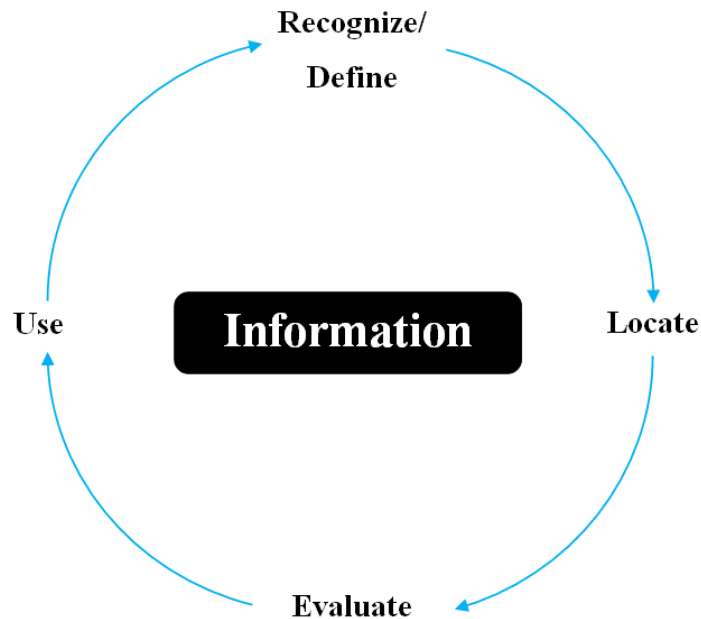 Recognize/
Define
Use
Information
Locate
Evaluate